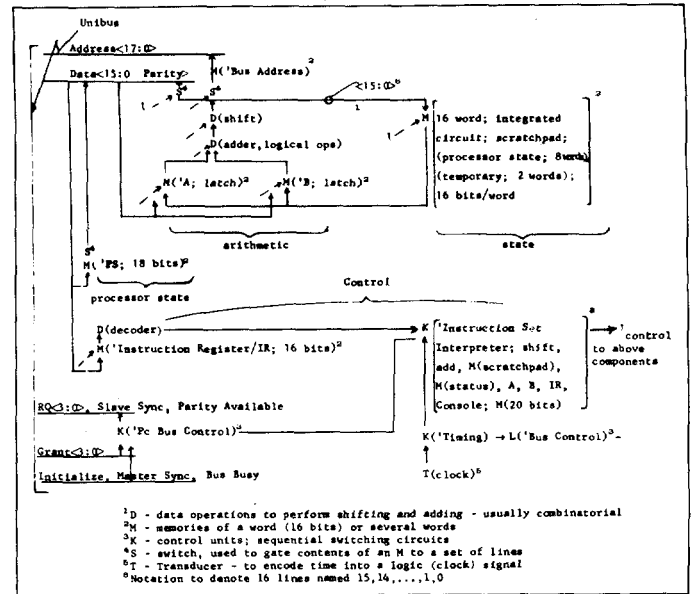 Unibus
Address<17:0>
Data<15:0 Parity>
M('Bus Address)²
S⁴ S⁴
<15:0>⁶
D(shift)
D(adder,logical ops)
M('A; latch)² M('B; latch)²
M
16 word; integrated
circuit; scratchpad;
(processor state; 8 words)
(temporary; 2 words);
16 bits/word
2
arithmetic
state
S⁴
M('PS; 18 bits)²
processor state
Control
D(decoder)
M('Instruction Register/IR; 16 bits)²
K
'Instruction Set
Interpreter; shift,
add, M(scratchpad),
M(status), A, B, IR,
Console; M(20 bits)
control
to above
components
RQ<3:0>, Slave Sync, Parity Available
K('Pc Bus Control)³
K('Timing) → L('Bus Control)³-
Grant<3:0>
Initialize, Master Sync, Bus Busy
T(clock)⁵
¹D - data operations to perform shifting and adding - usually combinatorial
²M - memories of a word (16 bits) or several words
³K - control units; sequential switching circuits
⁴S - switch, used to gate contents of an M to a set of lines
⁵T - Transducer - to encode time into a logic (clock) signal
⁶Notation to denote 16 lines named 15,14,...,1,0